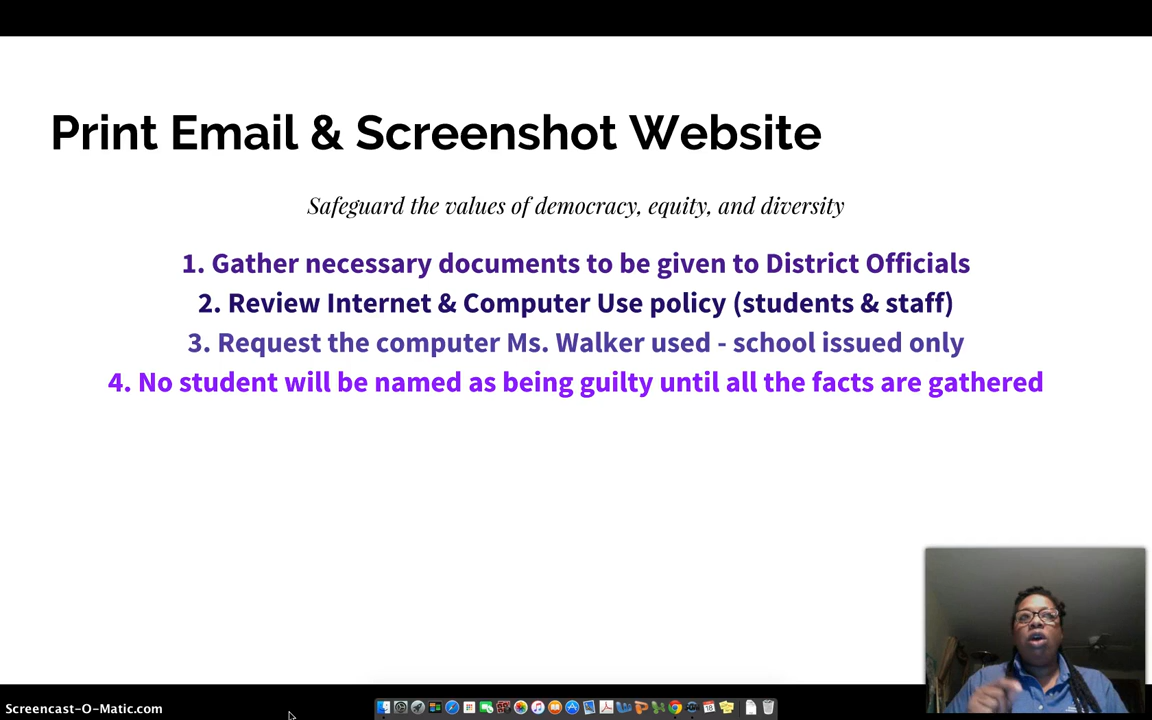 Print Email & Screenshot Website
Safeguard the values of democracy, equity, and diversity
1. Gather necessary documents to be given to District Officials
2. Review Internet & Computer Use policy (students & staff)
3. Request the computer Ms. Walker used - school issued only
4. No student will be named as being guilty until all the facts are gathered
Screencast-O-Matic.com